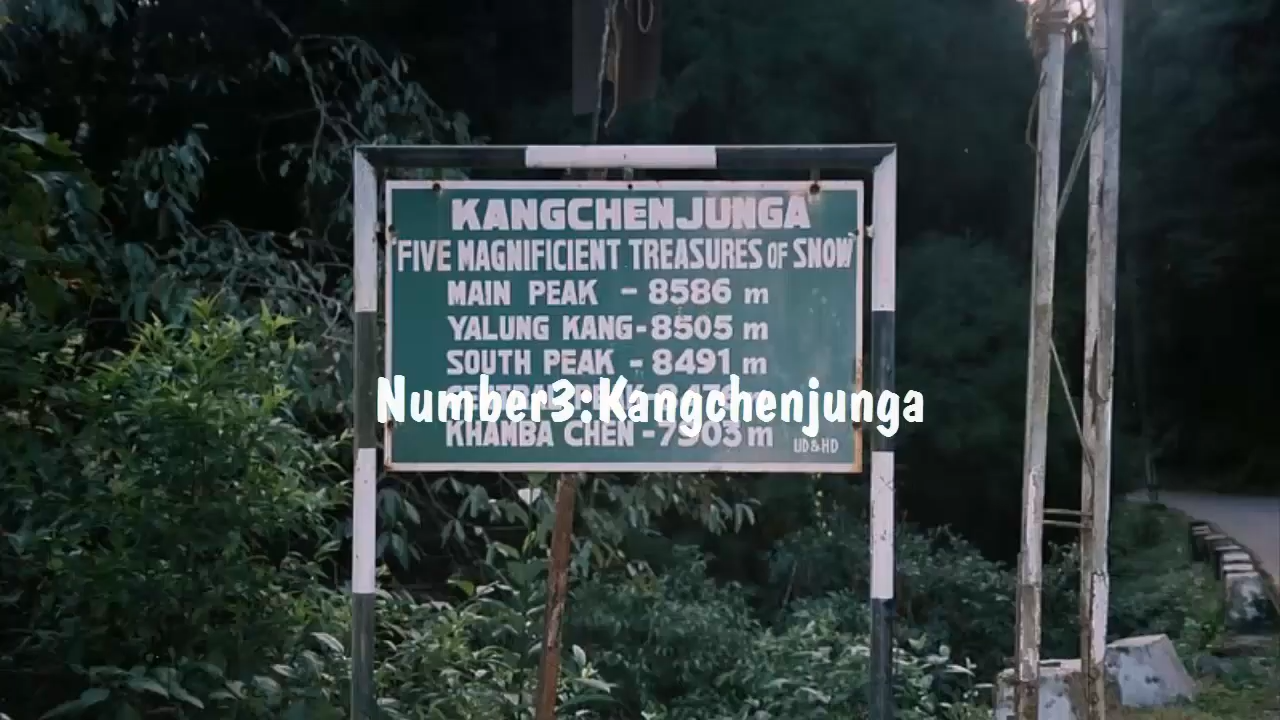 KANGCHENJUNGA
"FIVE MAGNIFICIENT TREASURES OF SNOW"
MAIN PEAK - 8586 m
YALUNG KANG - 8505 m
SOUTH PEAK - 8491 m
Number3:Kangchenjunga
KHAMBA CHEN - 7903 m
UD&HD